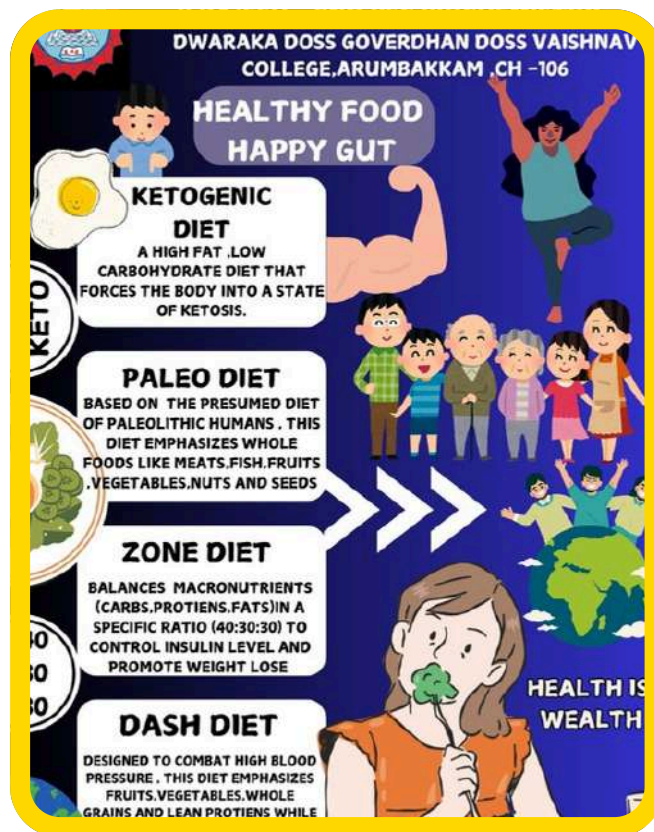 DWARAKA DOSS GOVERDHAN DOSS VAISHNAV
COLLEGE,ARUMBAKKAM ,CH -106
HEALTHY FOOD
HAPPY GUT
KETOGENIC
DIET
A HIGH FAT ,LOW
CARBOHYDRATE DIET THAT
FORCES THE BODY INTO A STATE
OF KETOSIS.
KETO
PALEO DIET
BASED ON THE PRESUMED DIET
OF PALEOLITHIC HUMANS , THIS
DIET EMPHASIZES WHOLE
FOODS LIKE MEATS,FISH,FRUITS
,VEGETABLES,NUTS AND SEEDS
ZONE DIET
BALANCES MACRONUTRIENTS
(CARBS,PROTIENS,FATS)IN A
SPECIFIC RATIO (40:30:30) TO
CONTROL INSULIN LEVEL AND
PROMOTE WEIGHT LOSE
HEALTH IS
WEALTH
DASH DIET
DESIGNED TO COMBAT HIGH BLOOD
PRESSURE , THIS DIET EMPHASIZES
FRUITS,VEGETABLES,WHOLE
GRAINS AND LEAN PROTIENS WHILE